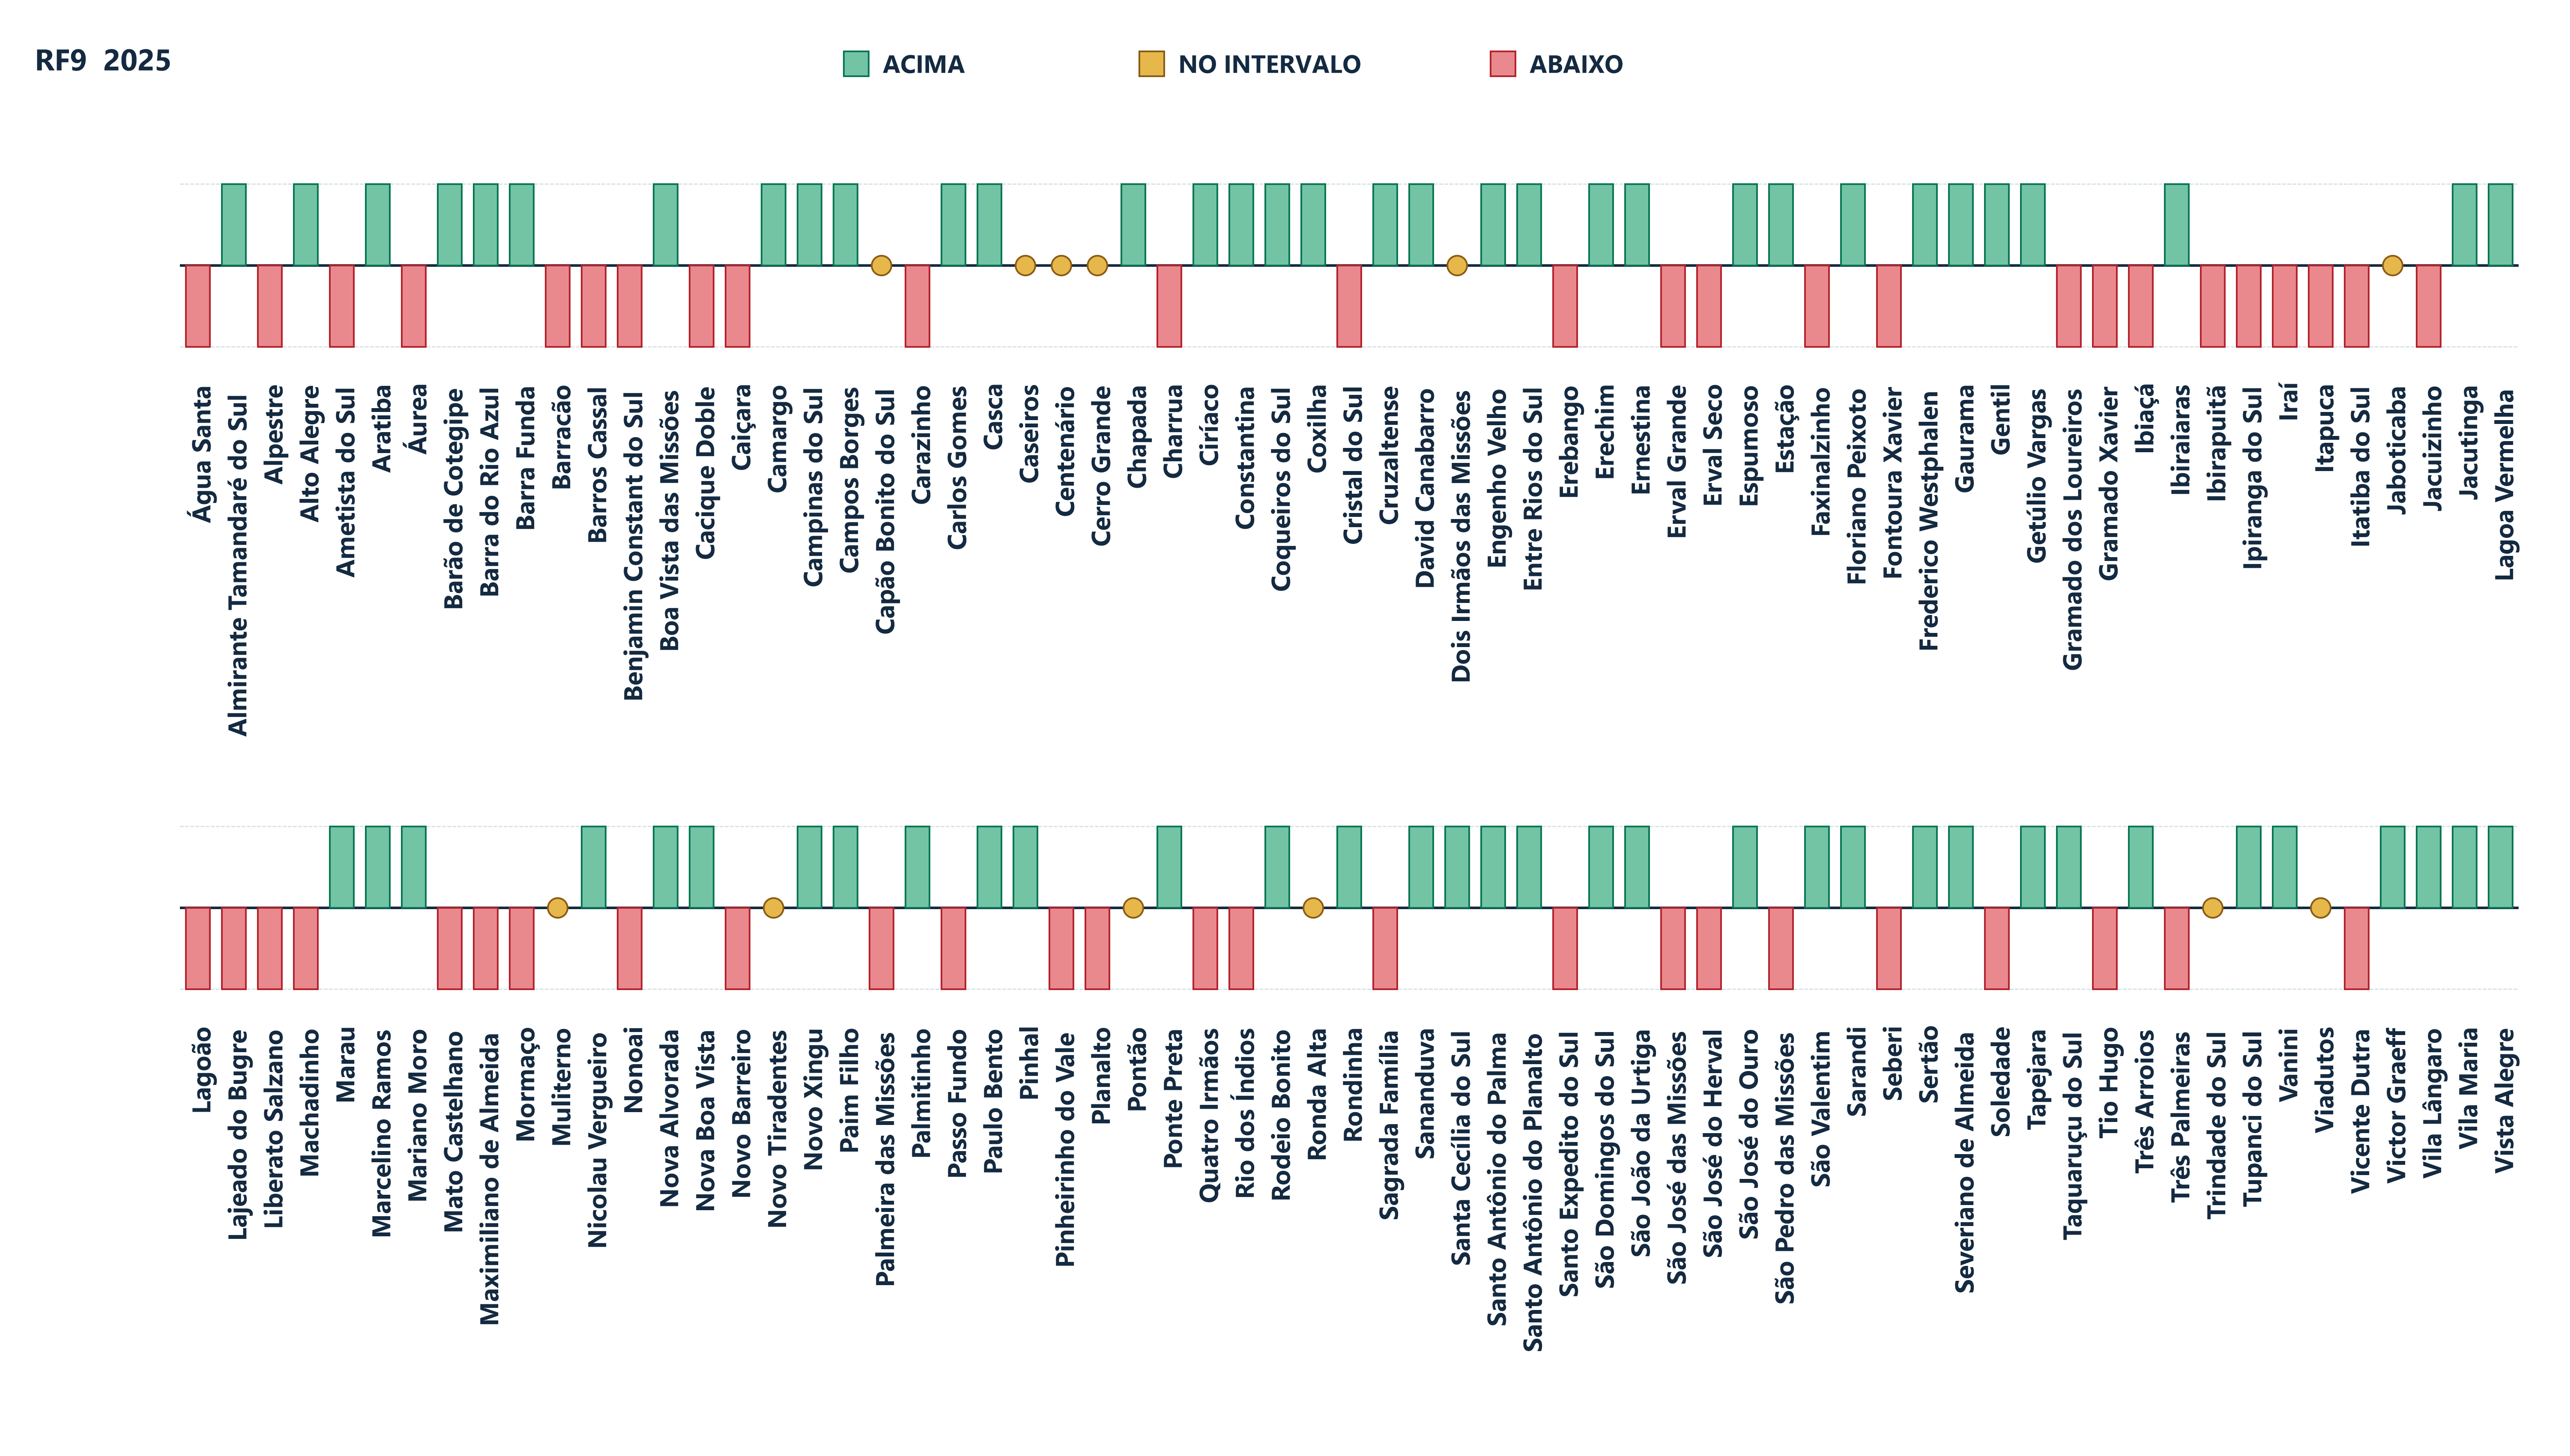 RF9 2025
ACIMA
NO INTERVALO
ABAIXO
Água Santa
Almirante Tamandaré do Sul
Alpestre
Alto Alegre
Ametista do Sul
Aratiba
Áurea
Barão de Cotegipe
Barra do Rio Azul
Barra Funda
Barracão
Barros Cassal
Benjamin Constant do Sul
Boa Vista das Missões
Cacique Doble
Caiçara
Camargo
Campinas do Sul
Campos Borges
Capão Bonito do Sul
Carazinho
Carlos Gomes
Casca
Caseiros
Centenário
Cerro Grande
Chapada
Charrua
Ciríaco
Constantina
Coqueiros do Sul
Coxilha
Cristal do Sul
Cruzaltense
David Canabarro
Dois Irmãos das Missões
Engenho Velho
Entre Rios do Sul
Erebango
Erechim
Ernestina
Erval Grande
Erval Seco
Espumoso
Estação
Faxinalzinho
Floriano Peixoto
Fontoura Xavier
Frederico Westphalen
Gaurama
Gentil
Getúlio Vargas
Gramado dos Loureiros
Gramado Xavier
Ibiaçá
Ibiraiaras
Ibirapuitã
Ipiranga do Sul
Iraí
Itapuca
Itatiba do Sul
Jaboticaba
Jacuizinho
Jacutinga
Lagoa Vermelha
Lagoão
Lajeado do Bugre
Liberato Salzano
Machadinho
Marau
Marcelino Ramos
Mariano Moro
Mato Castelhano
Maximiliano de Almeida
Mormaço
Muliterno
Nicolau Vergueiro
Nonoai
Nova Alvorada
Nova Boa Vista
Novo Barreiro
Novo Tiradentes
Novo Xingu
Paim Filho
Palmeira das Missões
Palmitinho
Passo Fundo
Paulo Bento
Pinhal
Pinheirinho do Vale
Planalto
Pontão
Ponte Preta
Quatro Irmãos
Rio dos Índios
Rodeio Bonito
Ronda Alta
Rondinha
Sagrada Família
Sananduva
Santa Cecília do Sul
Santo Antônio do Palma
Santo Antônio do Planalto
Santo Expedito do Sul
São Domingos do Sul
São João da Urtiga
São José das Missões
São José do Herval
São José do Ouro
São Pedro das Missões
São Valentim
Sarandi
Seberi
Sertão
Severiano de Almeida
Soledade
Tapejara
Taquaruçu do Sul
Tio Hugo
Três Arroios
Três Palmeiras
Trindade do Sul
Tupanci do Sul
Vanini
Viadutos
Vicente Dutra
Victor Graeff
Vila Lângaro
Vila Maria
Vista Alegre